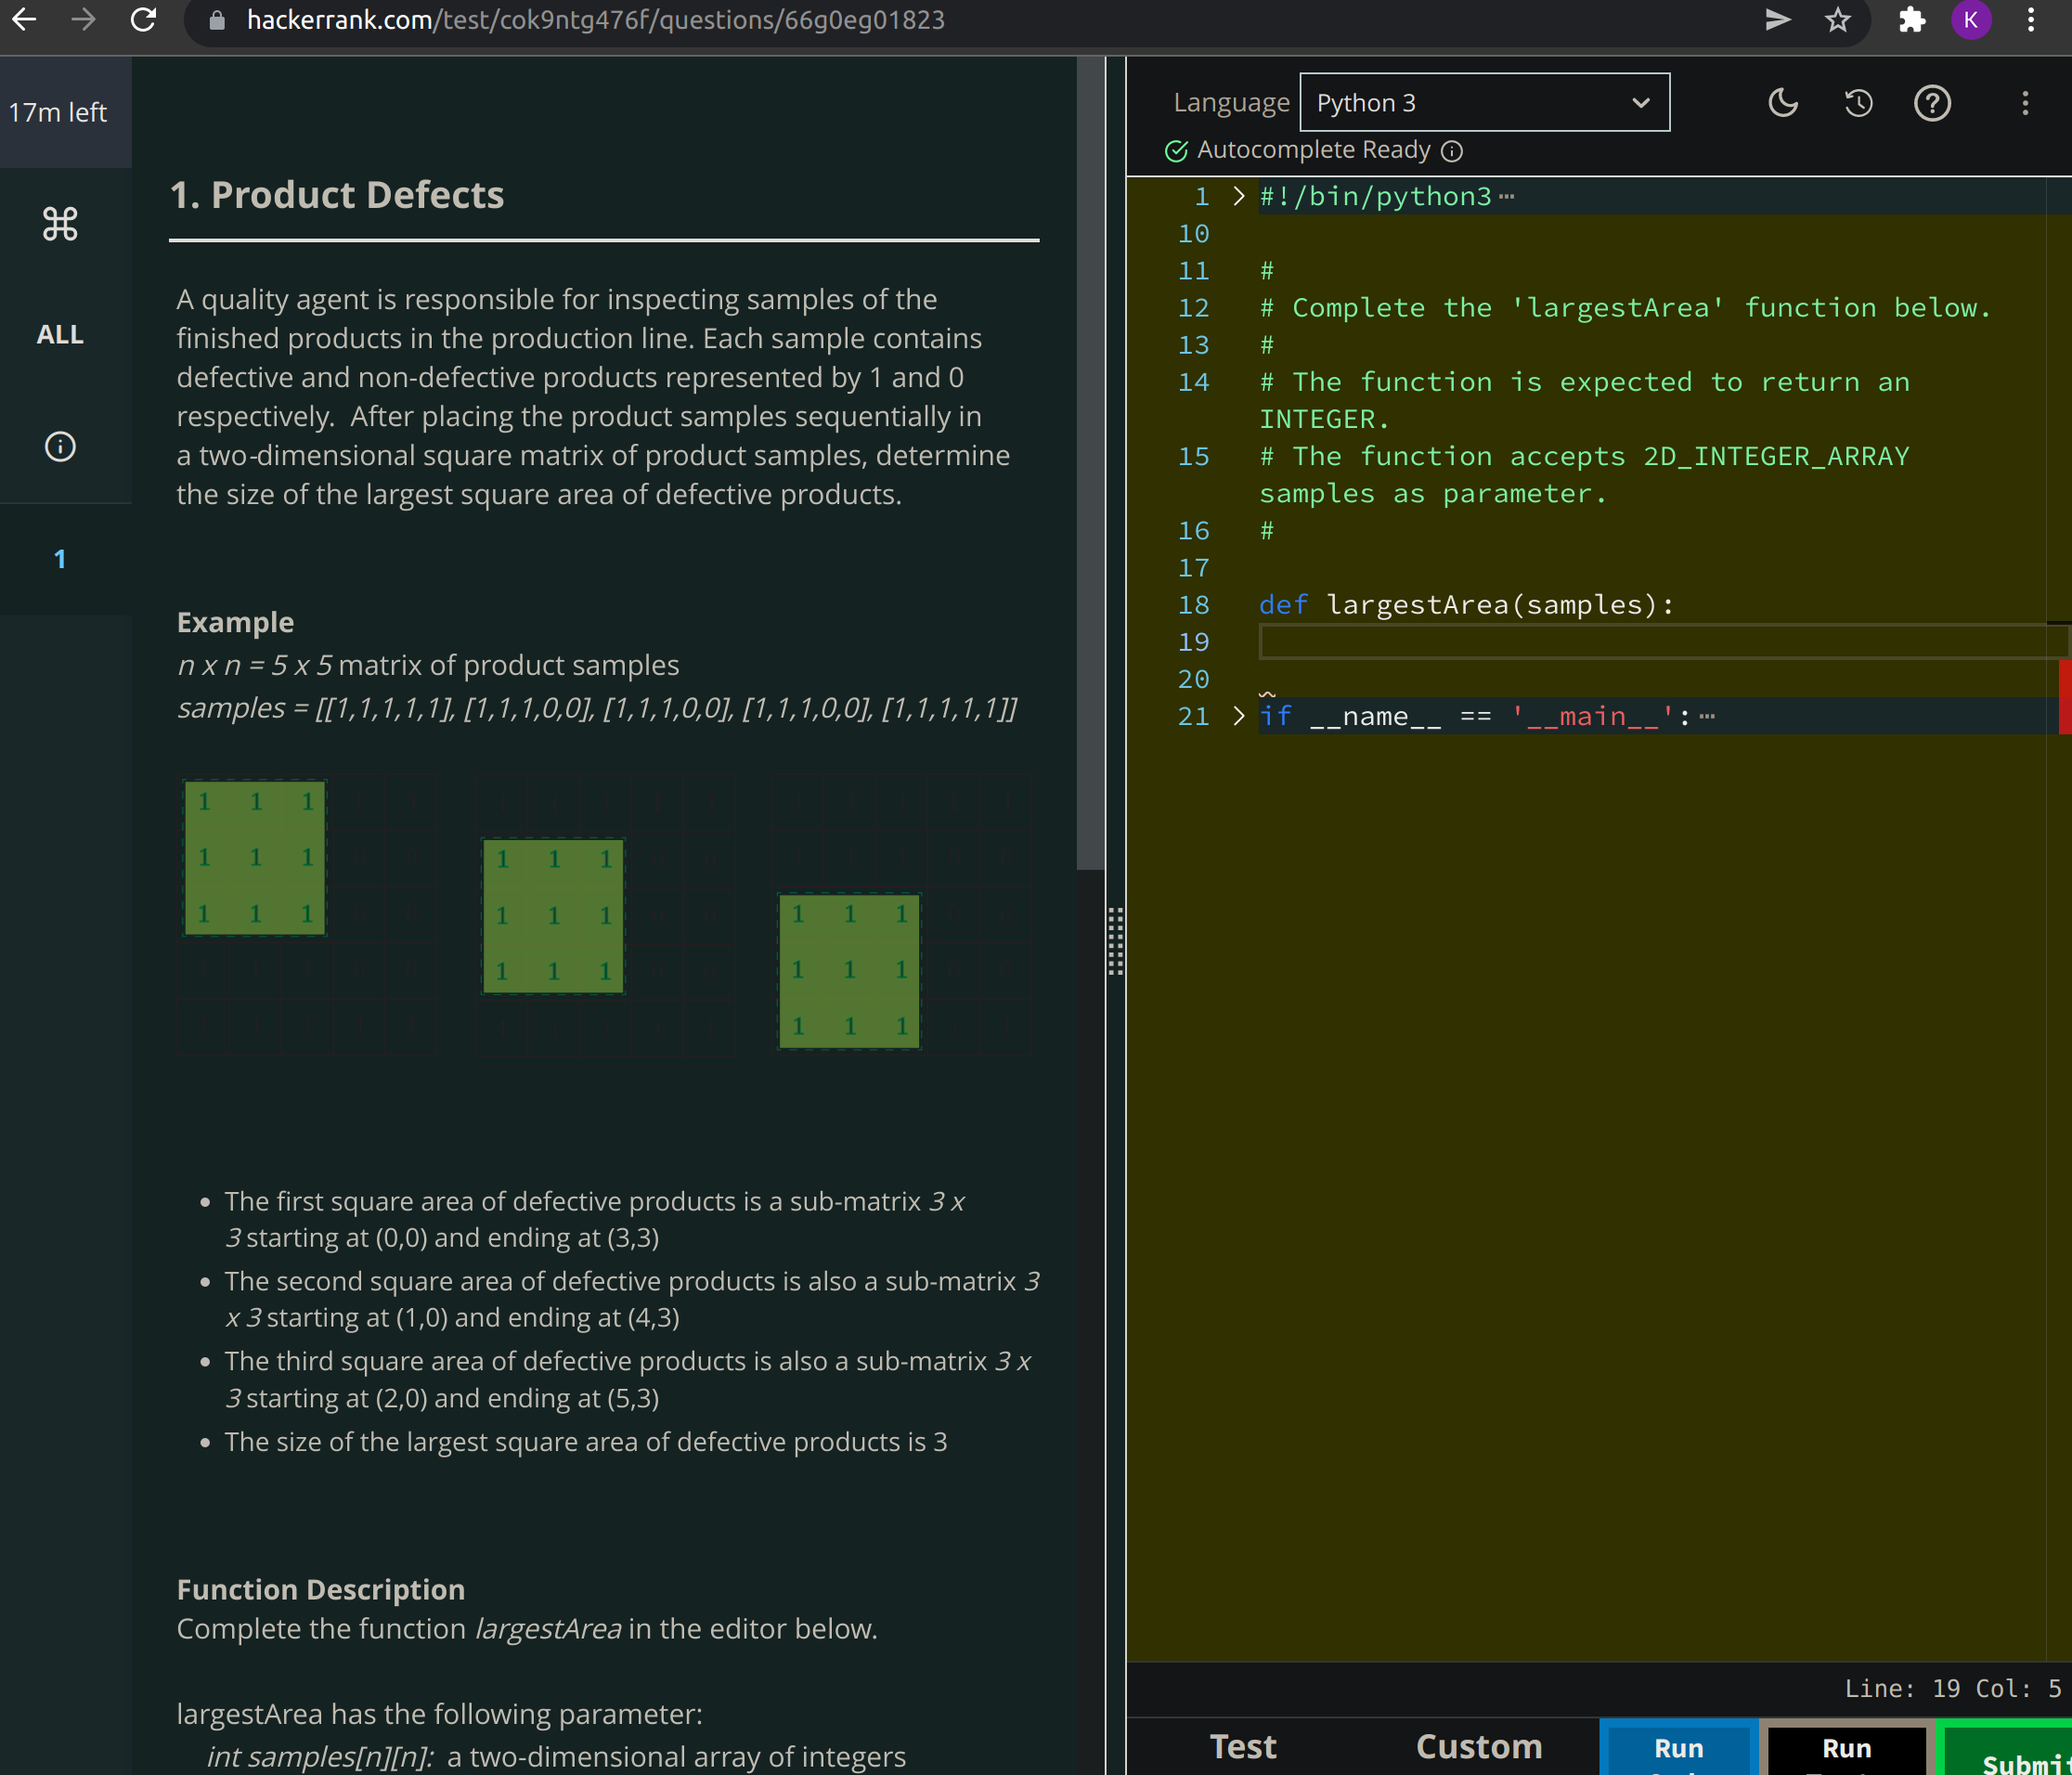 hackerrank.com/test/cok9ntg476f/questions/66g0eg01823
K
17m left
ALL
1
1. Product Defects
A quality agent is responsible for inspecting samples of the
finished products in the production line. Each sample contains
defective and non-defective products represented by 1 and 0
respectively.  After placing the product samples sequentially in
a two-dimensional square matrix of product samples, determine
the size of the largest square area of defective products.
Example
n x n = 5 x 5 matrix of product samples
samples = [[1,1,1,1,1], [1,1,1,0,0], [1,1,1,0,0], [1,1,1,0,0], [1,1,1,1,1]]
1 1 1
1 1 1
1 1 1
1 1 1
1 1 1
1 1 1
1 1 1
1 1 1
1 1 1
• The first square area of defective products is a sub-matrix 3 x
3 starting at (0,0) and ending at (3,3)
• The second square area of defective products is also a sub-matrix 3
x 3 starting at (1,0) and ending at (4,3)
• The third square area of defective products is also a sub-matrix 3 x
3 starting at (2,0) and ending at (5,3)
• The size of the largest square area of defective products is 3
Function Description
Complete the function largestArea in the editor below.
largestArea has the following parameter:
int samples[n][n]:  a two-dimensional array of integers
Language Python 3
Autocomplete Ready
1 #!/bin/python3
10
11 #
12 # Complete the 'largestArea' function below.
13 #
14 # The function is expected to return an
INTEGER.
15 # The function accepts 2D_INTEGER_ARRAY
samples as parameter.
16 #
17
18 def largestArea(samples):
19
20
21 if __name__ == '__main__':
Line: 19 Col: 5
Test Custom Run Run Submit